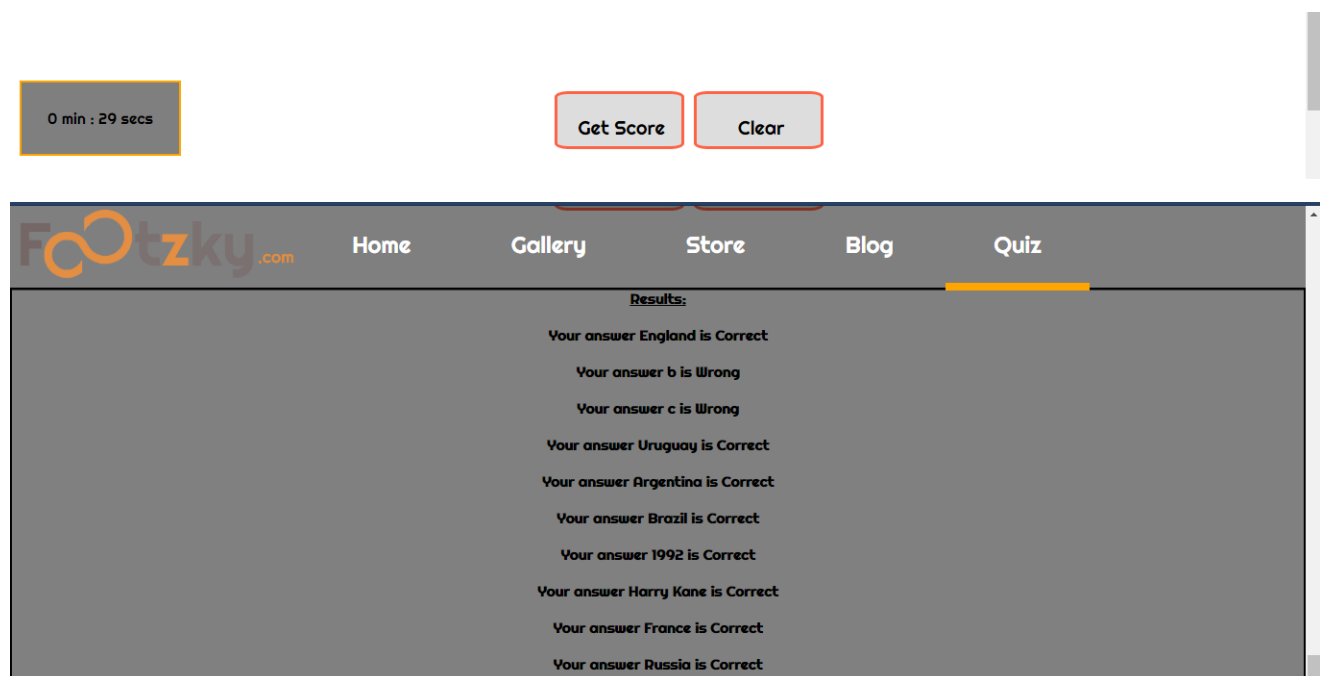 0 min : 29 secs
Get Score
Clear
Footzky.com
Home
Gallery
Store
Blog
Quiz
Results:
Your answer England is Correct
Your answer b is Wrong
Your answer c is Wrong
Your answer Uruguay is Correct
Your answer Argentina is Correct
Your answer Brazil is Correct
Your answer 1992 is Correct
Your answer Harry Kane is Correct
Your answer France is Correct
Your answer Russia is Correct